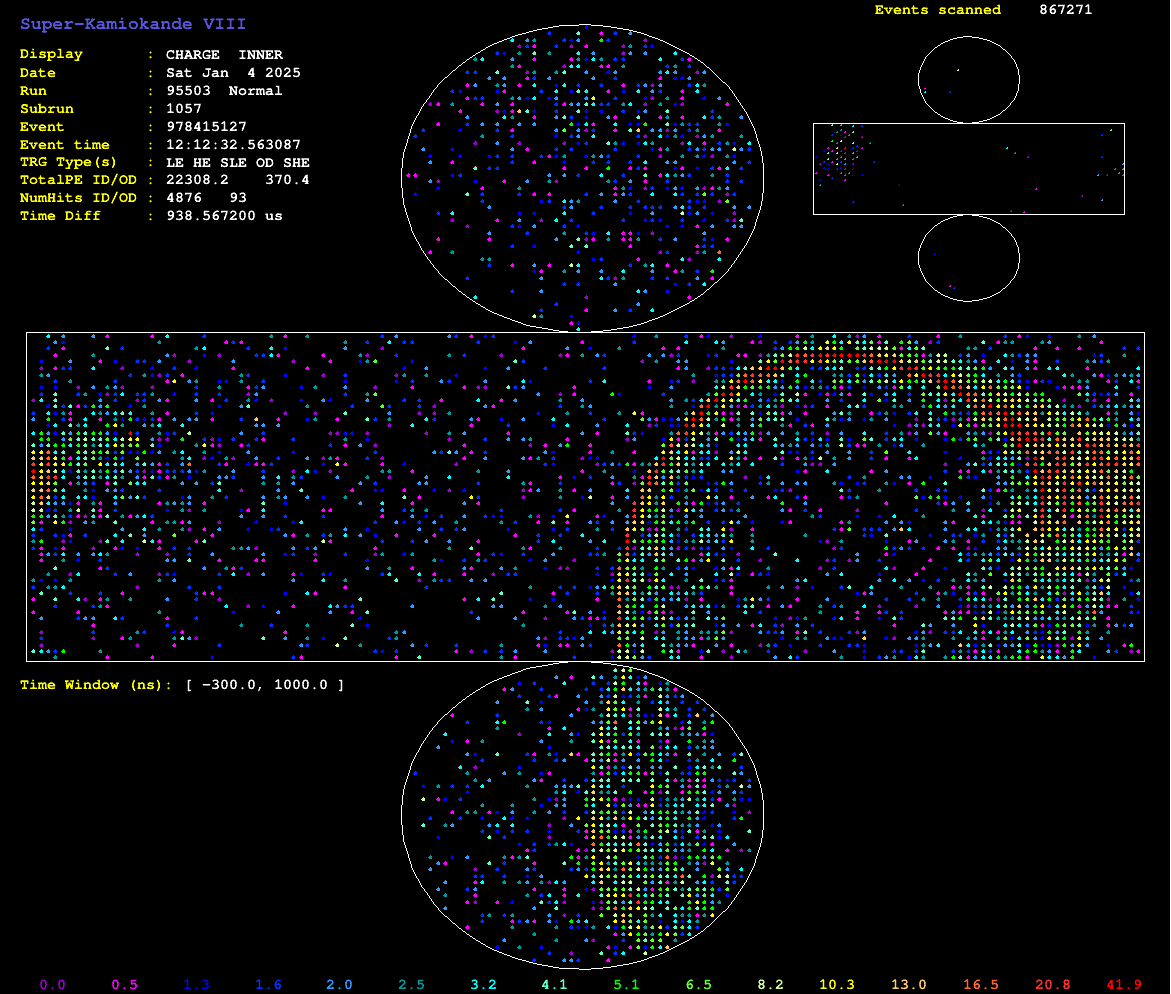 Super-Kamiokande VIII
Events scanned 867271
Display : CHARGE INNER
Date : Sat Jan 4 2025
Run : 95503 Normal
Subrun : 1057
Event : 978415127
Event time : 12:12:32.563087
TRG Type(s) : LE HE SLE OD SHE
TotalPE ID/OD : 22308.2 370.4
NumHits ID/OD : 4876 93
Time Diff : 938.567200 us
Time Window (ns): [ −300.0, 1000.0 ]
0.0 0.5 1.3 1.6 2.0 2.5 3.2 4.1 5.1 6.5 8.2 10.3 13.0 16.5 20.8 41.9